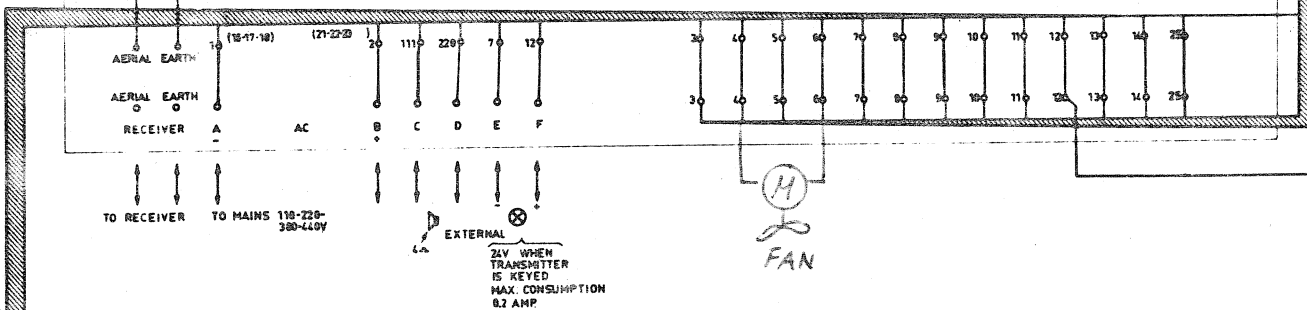 1 (16-17-18) (21-22-23 ) 2 111 220 7 12 3 4 5 6 7 8 9 10 11 12 13 14 25
AERIAL EARTH
AERIAL EARTH
3 4 5 6 7 8 9 10 11 12 13 14 25
RECEIVER A AC B C D E F
- +
TO RECEIVER TO MAINS 110-220-
380-440V
- +
4Ω EXTERNAL
24V WHEN
TRANSMITTER
IS KEYED
MAX. CONSUMPTION
0.2 AMP.
M
FAN